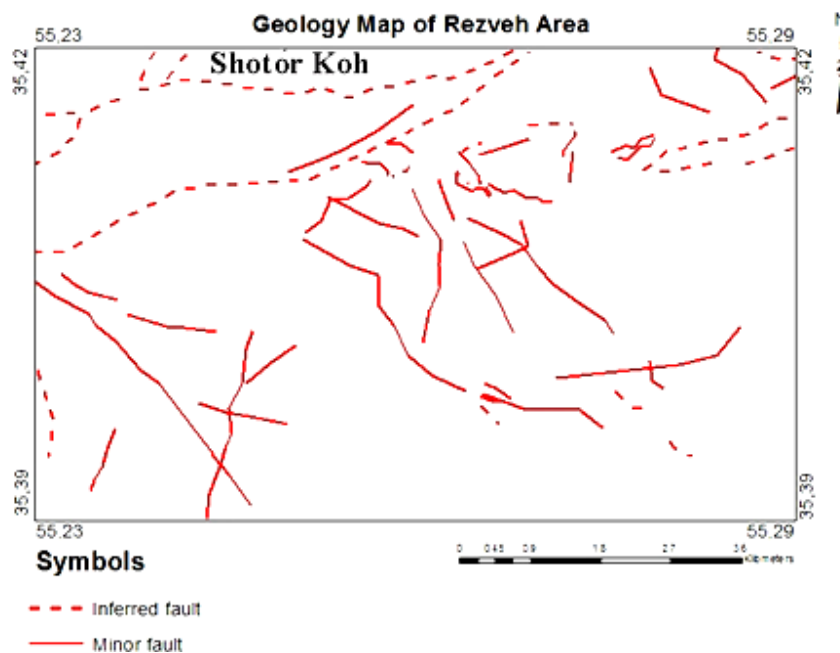 Geology Map of Rezveh Area
55,23 55,29
35,42 35,42
Shotor Koh
35,39 35,39
55.23 55.29
Symbols
0 0.45 0.9 1.8 2.7 3.6
Kilometers
Inferred fault
Minor fault